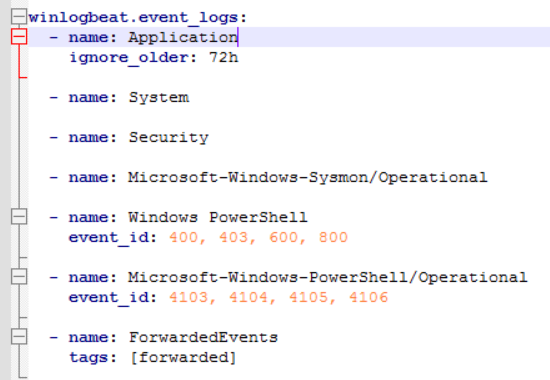 winlogbeat.event_logs:
  - name: Application
    ignore_older: 72h
  - name: System
  - name: Security
  - name: Microsoft-Windows-Sysmon/Operational
  - name: Windows PowerShell
    event_id: 400, 403, 600, 800
  - name: Microsoft-Windows-PowerShell/Operational
    event_id: 4103, 4104, 4105, 4106
  - name: ForwardedEvents
    tags: [forwarded]